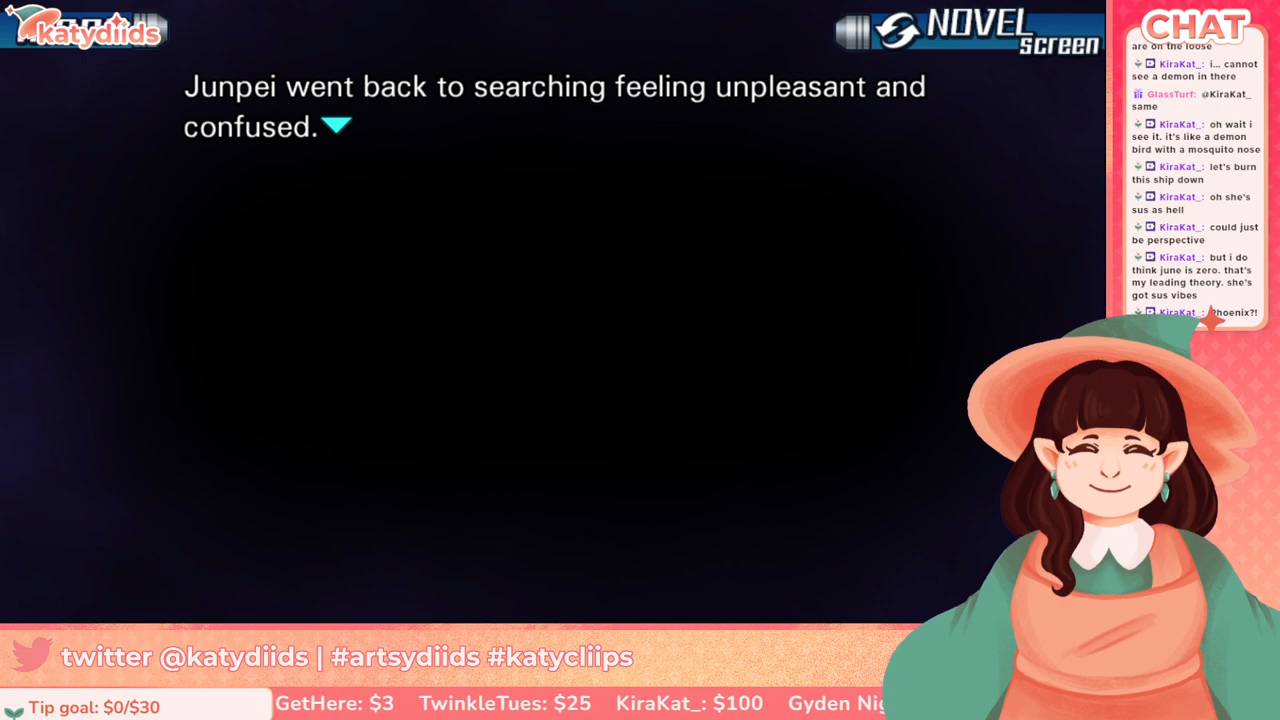 katydiids
NOVEL
Screen
CHAT
Junpei went back to searching feeling unpleasant and
confused.
are on the loose
KiraKat_: i... cannot
see a demon in there
GlassTurf: @KiraKat_
same
KiraKat_: oh wait i
see it. it's like a demon
bird with a mosquito nose
KiraKat_: let's burn
this ship down
KiraKat_: oh she's
sus as hell
KiraKat_: could just
be perspective
KiraKat_: but i do
think june is zero. that's
my leading theory. she's
got sus vibes
KiraKat_: Phoenix?!
twitter @katydiids | #artsydiids #katycliips
Tip goal: $0/$30
GetHere: $3 TwinkleTues: $25 KiraKat_: $100 Gyden Nig